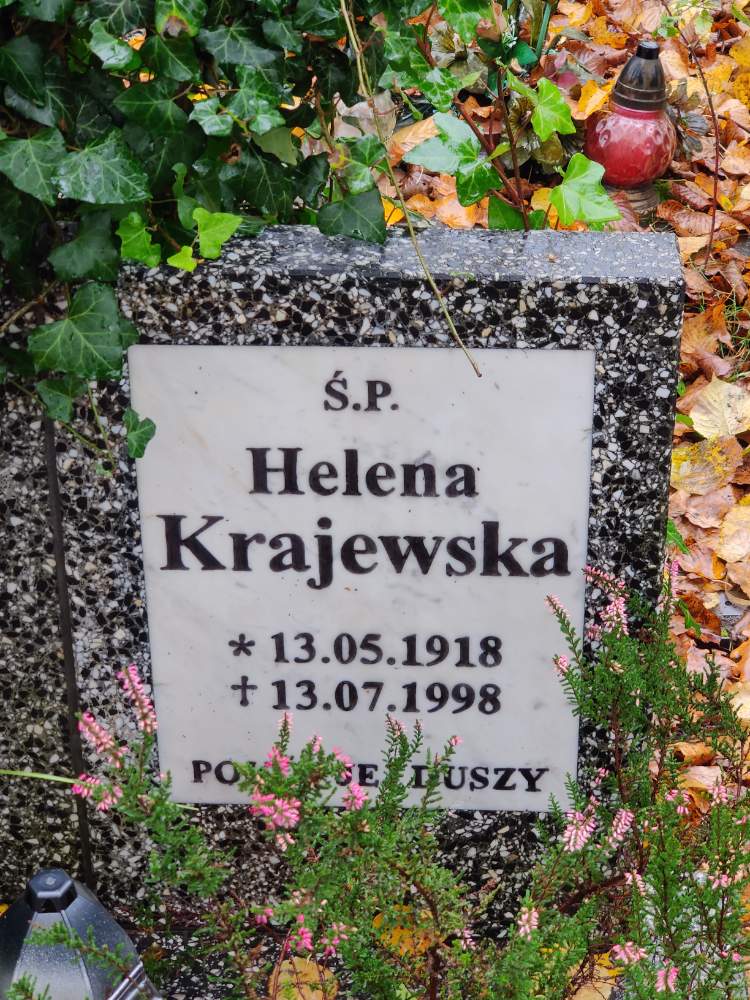 Ś.P.
Helena
Krajewska
* 13.05.1918
† 13.07.1998
DUSZY